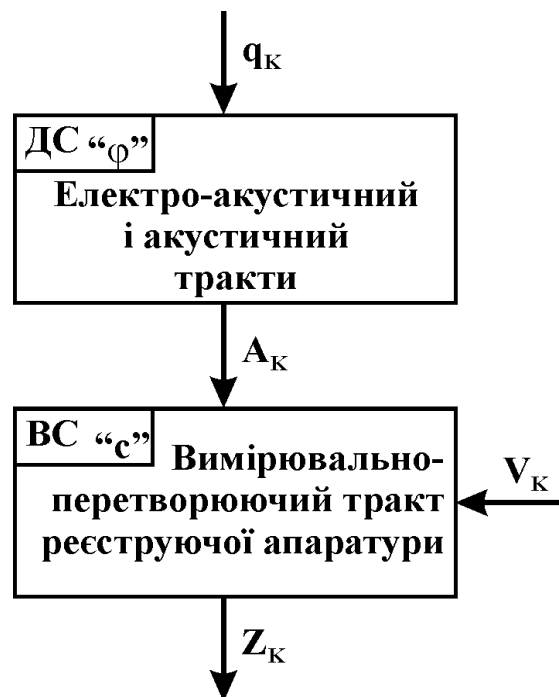 qк
ДС “φ”
Електро-акустичний
і акустичний
тракти
Aк
ВС “с”
Вимірювально-
перетворюючий тракт
реєструючої апаратури
Vк
Zк